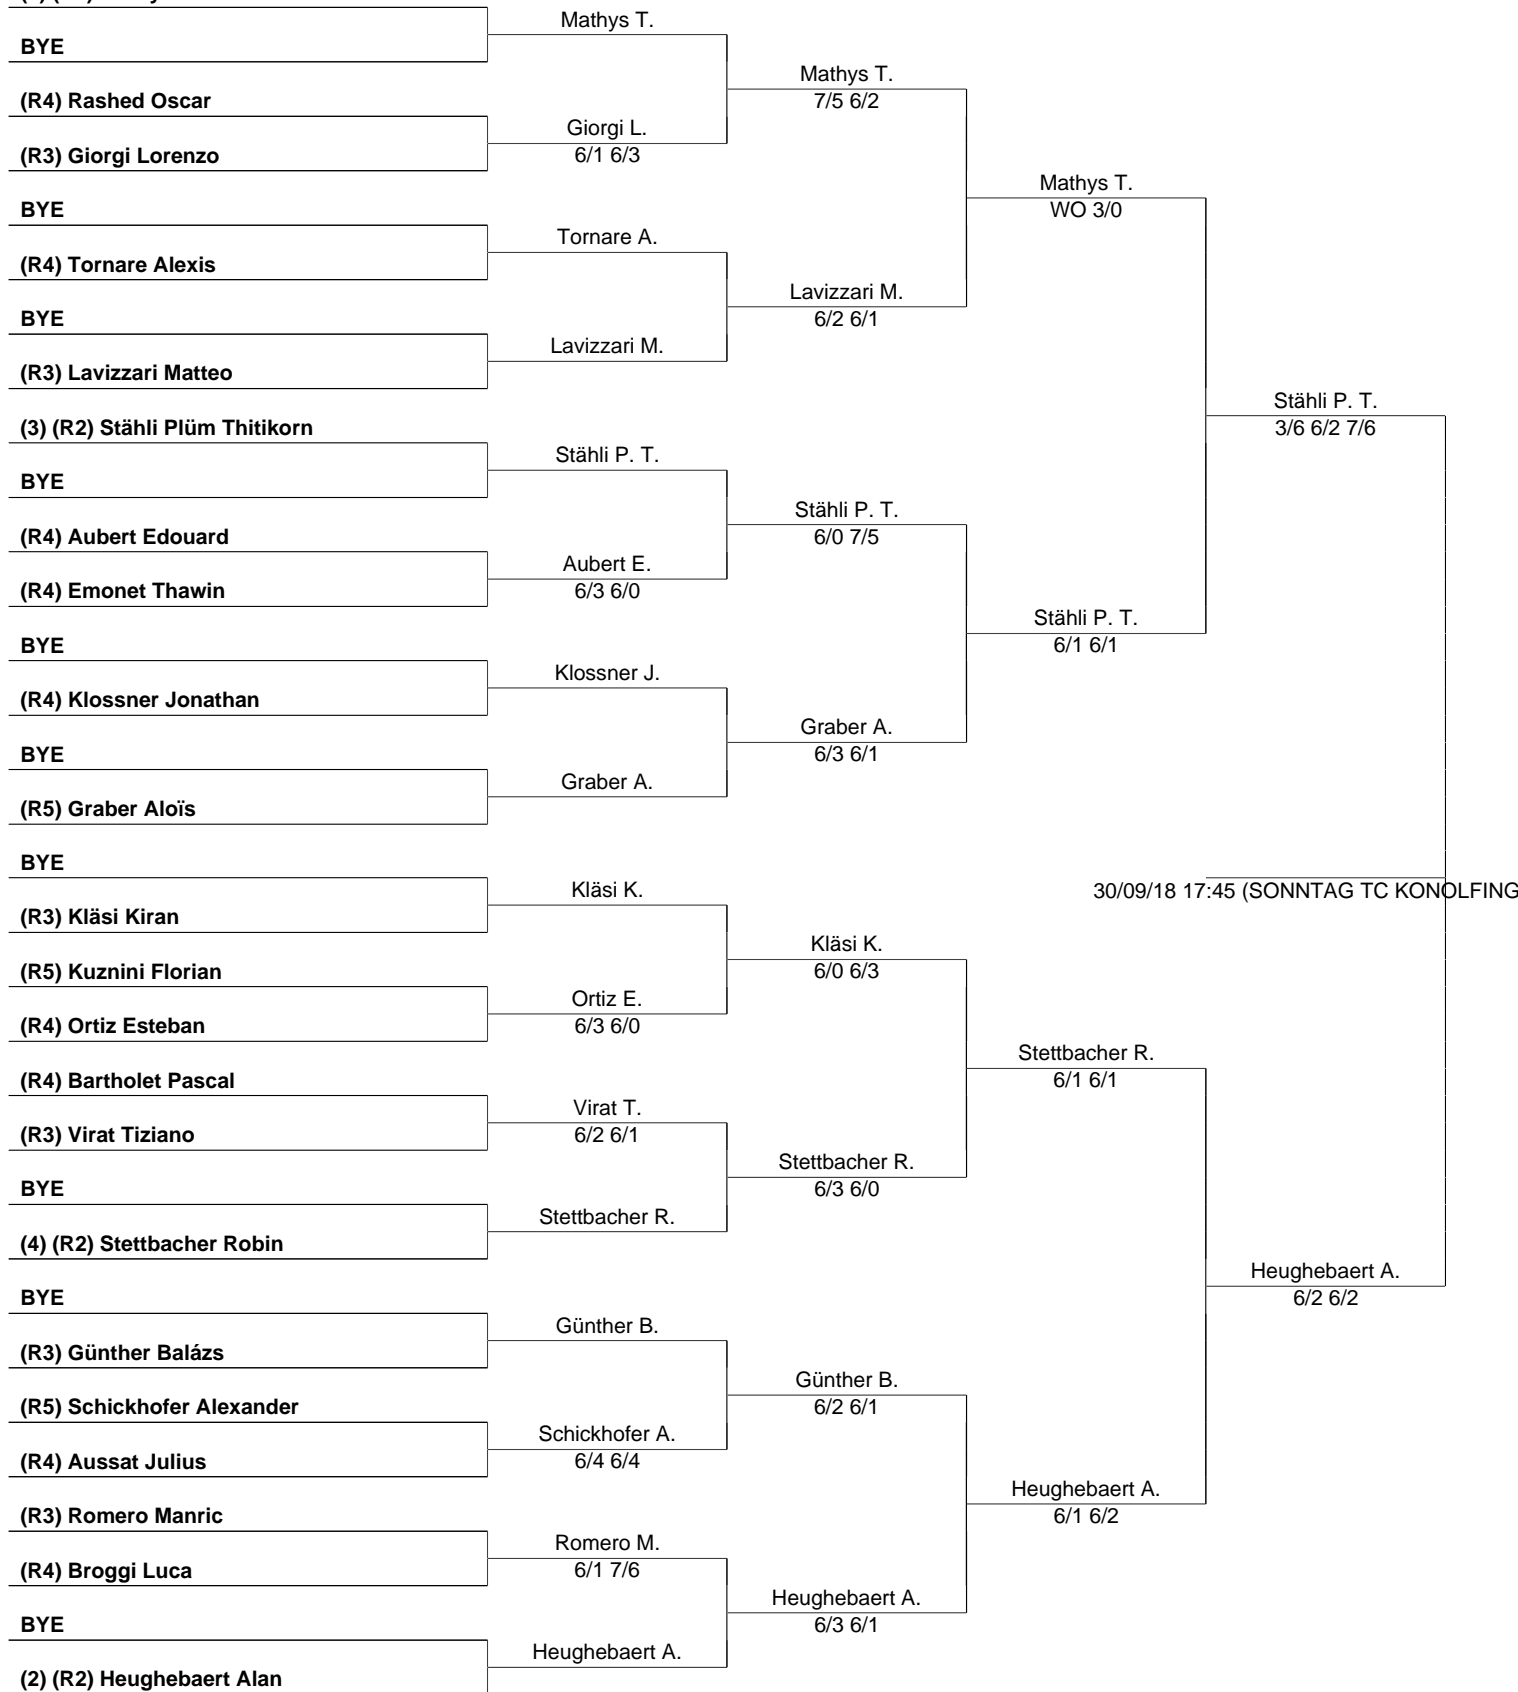 BYE
(R4) Rashed Oscar
(R3) Giorgi Lorenzo
BYE
(R4) Tornare Alexis
BYE
(R3) Lavizzari Matteo
(3) (R2) Stähli Plüm Thitikorn
BYE
(R4) Aubert Edouard
(R4) Emonet Thawin
BYE
(R4) Klossner Jonathan
BYE
(R5) Graber Aloïs
BYE
(R3) Kläsi Kiran
(R5) Kuznini Florian
(R4) Ortiz Esteban
(R4) Bartholet Pascal
(R3) Virat Tiziano
BYE
(4) (R2) Stettbacher Robin
BYE
(R3) Günther Balázs
(R5) Schickhofer Alexander
(R4) Aussat Julius
(R3) Romero Manric
(R4) Broggi Luca
BYE
(2) (R2) Heughebaert Alan
Mathys T.
Giorgi L.
6/1 6/3
Tornare A.
Lavizzari M.
Stähli P. T.
Aubert E.
6/3 6/0
Klossner J.
Graber A.
Kläsi K.
Ortiz E.
6/3 6/0
Virat T.
6/2 6/1
Stettbacher R.
Günther B.
Schickhofer A.
6/4 6/4
Romero M.
6/1 7/6
Heughebaert A.
Mathys T.
7/5 6/2
Lavizzari M.
6/2 6/1
Stähli P. T.
6/0 7/5
Graber A.
6/3 6/1
Kläsi K.
6/0 6/3
Stettbacher R.
6/3 6/0
Günther B.
6/2 6/1
Heughebaert A.
6/3 6/1
Mathys T.
WO 3/0
Stähli P. T.
6/1 6/1
Stettbacher R.
6/1 6/1
Heughebaert A.
6/1 6/2
Stähli P. T.
3/6 6/2 7/6
Heughebaert A.
6/2 6/2
30/09/18 17:45 (SONNTAG TC KONOLFING